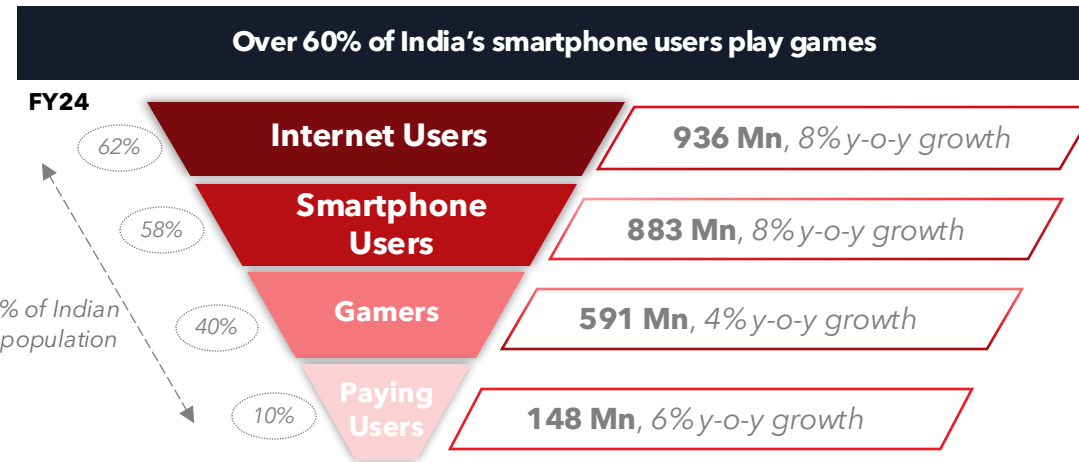 Over 60% of India's smartphone users play games
FY24
62%
Internet Users
936 Mn, 8% y-o-y growth
58%
Smartphone
Users
883 Mn, 8% y-o-y growth
% of Indian
population
40%
Gamers
591 Mn, 4% y-o-y growth
10%
Paying
Users
148 Mn, 6% y-o-y growth